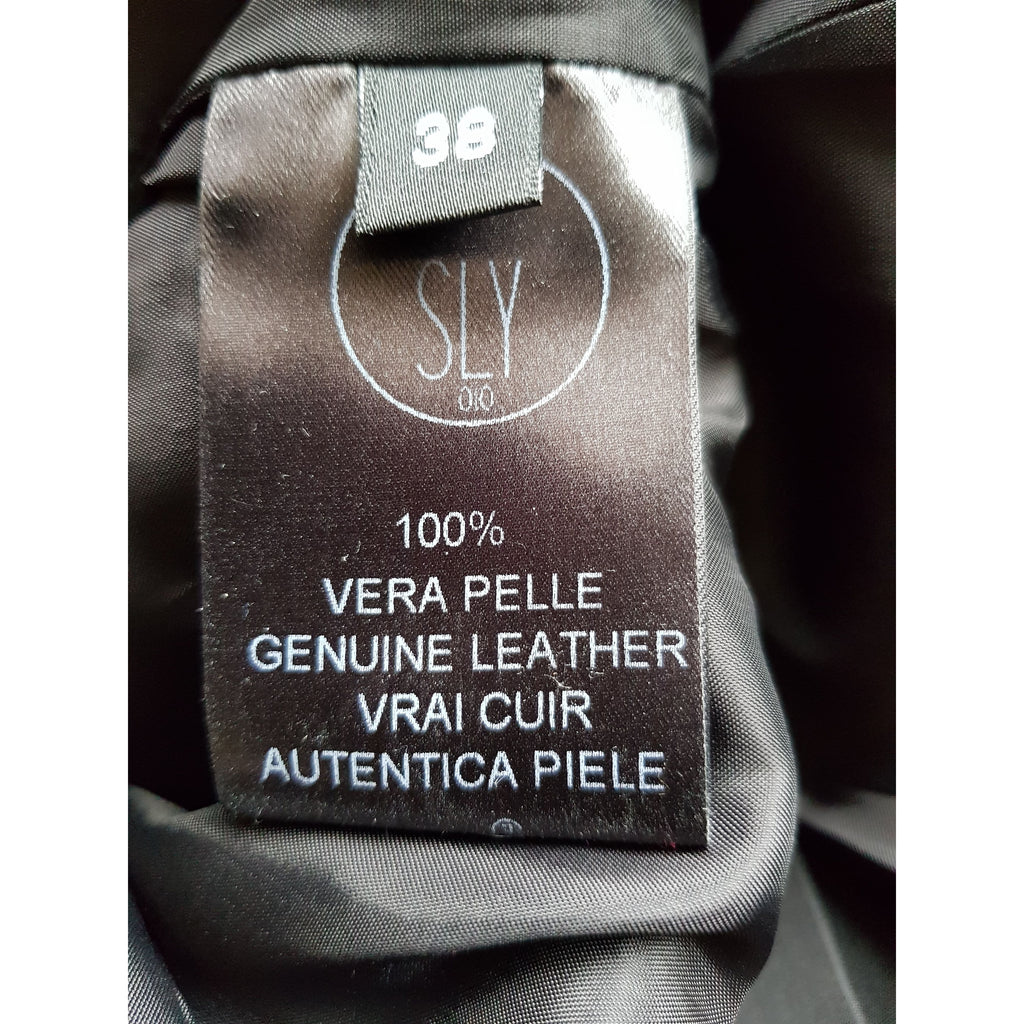 38
SLY
010
100%
VERA PELLE
GENUINE LEATHER
VRAI CUIR
AUTENTICA PIELE